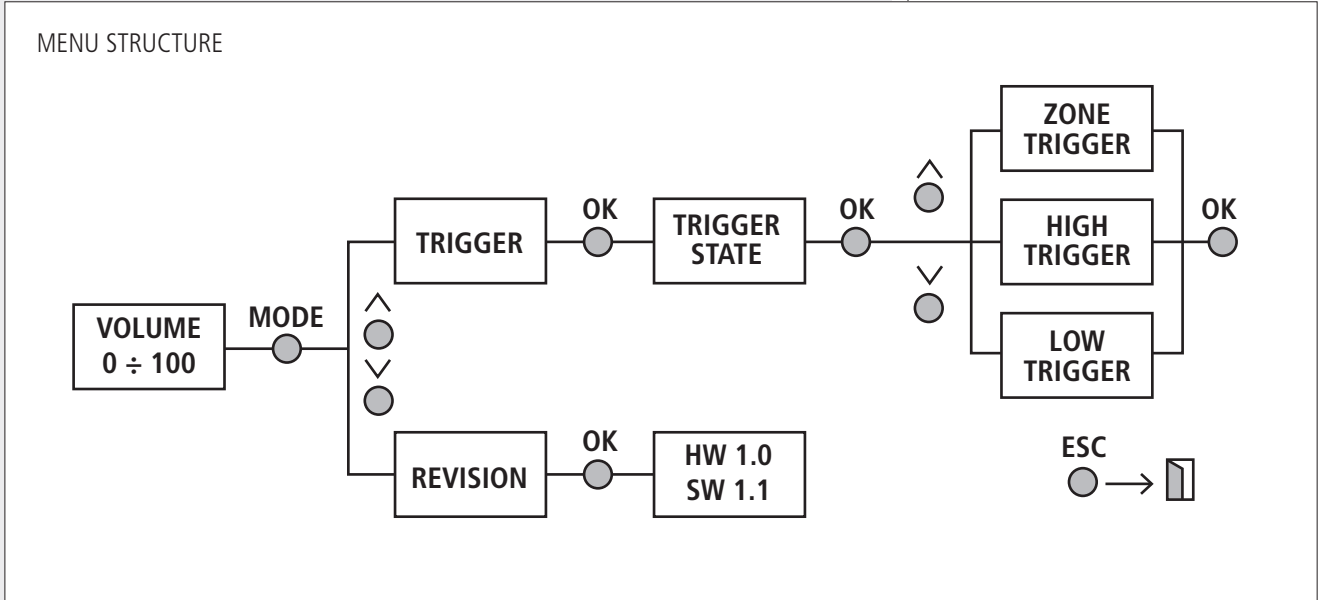 MENU STRUCTURE
VOLUME
0 ÷ 100
MODE
TRIGGER
OK
TRIGGER
STATE
OK
ZONE
TRIGGER
HIGH
TRIGGER
LOW
TRIGGER
OK
REVISION
OK
HW 1.0
SW 1.1
ESC